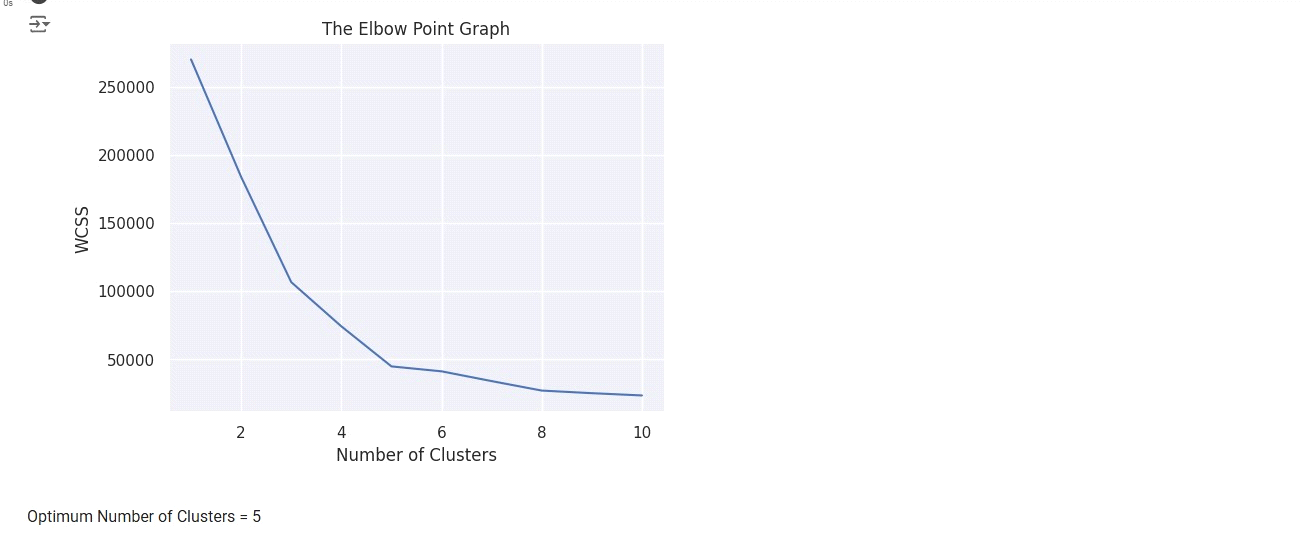 0s
The Elbow Point Graph
250000
200000
150000
100000
50000
WCSS
2 4 6 8 10
Number of Clusters
Optimum Number of Clusters = 5